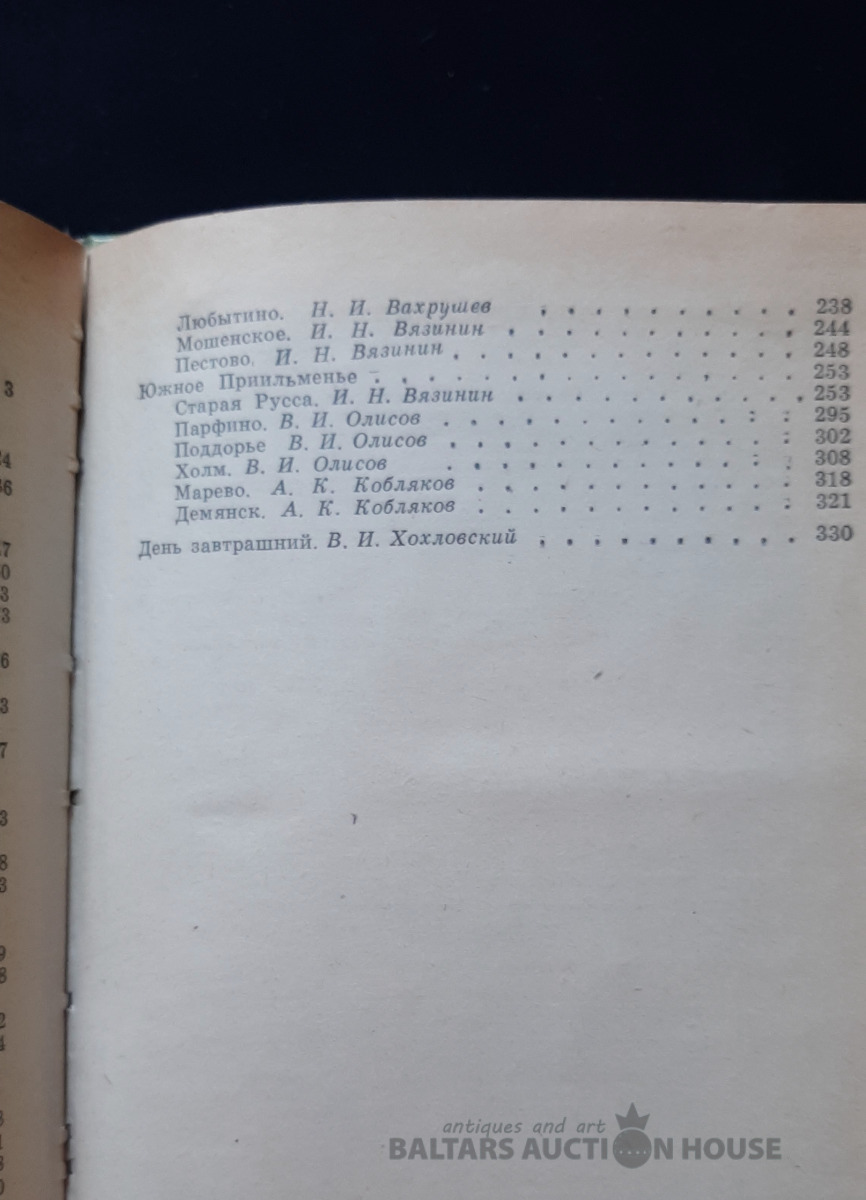 Любытино. Н. И. Вахрушев . . . . . . . . . . 238
Мошенское. И. Н. Вязинин . . . . . . . . . . . 244
Пестово. И. Н. Вязинин . . . . . . . . . . . . . 248
Южное Приильменье . . . . . . . . . . . . . . . . 253
Старая Русса. И. Н. Вязинин . . . . . . . . . . . 253
Парфино. В. И. Олисов . . . . . . . . . . . : : 295
Поддорье В. И. Олисов . . . . . . . . . . . . : 302
Холм. В. И. Олисов . . . . . . . . . . . : : 308
Марево. А. К. Кобляков . . . . . . . . . . . . 318
Демянск. А. К. Кобляков . . . . . . . . . . . : 321
День завтрашний. В. И. Хохловский . . . . . . . . . . 330
antiques and art
BALTARS AUCTION HOUSE